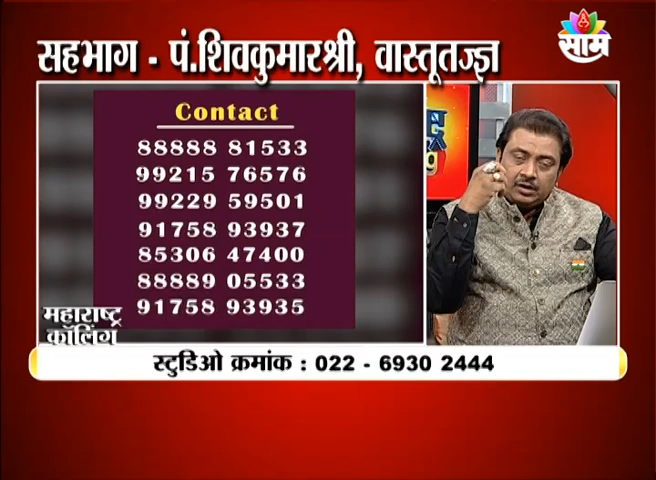 साम
सहभाग - पं.शिवकुमारश्री, वास्तूतज्ज्ञ
Contact
88888 81533
99215 76576
99229 59501
91758 93937
85306 47400
88889 05533
91758 93935
महाराष्ट्र
कॉलिंग
स्टुडिओ क्रमांक : 022 - 6930 2444